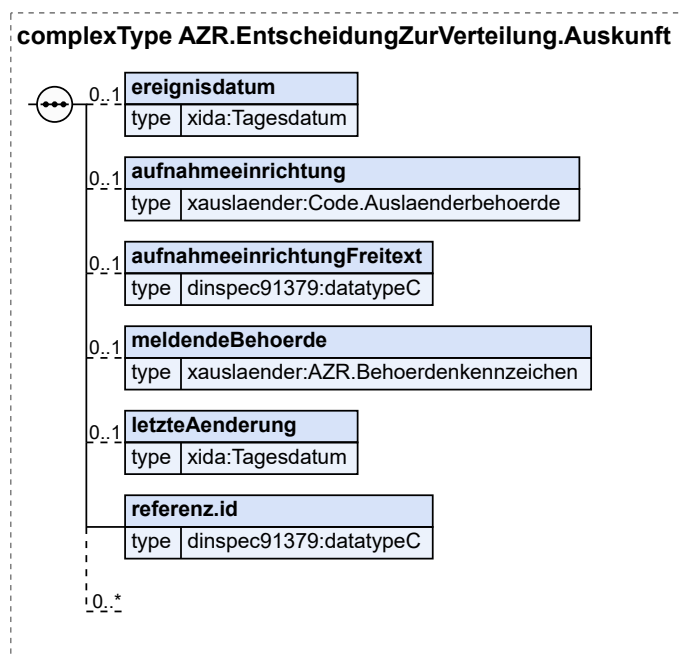 complexType AZR.EntscheidungZurVerteilung.Auskunft
0..1 ereignisdatum
type xida:Tagesdatum
0..1 aufnahmeeinrichtung
type xauslaender:Code.Auslaenderbehoerde
0..1 aufnahmeeinrichtungFreitext
type dinspec91379:datatypeC
0..1 meldendeBehoerde
type xauslaender:AZR.Behoerdenkennzeichen
0..1 letzteAenderung
type xida:Tagesdatum
referenz.id
type dinspec91379:datatypeC
0..*